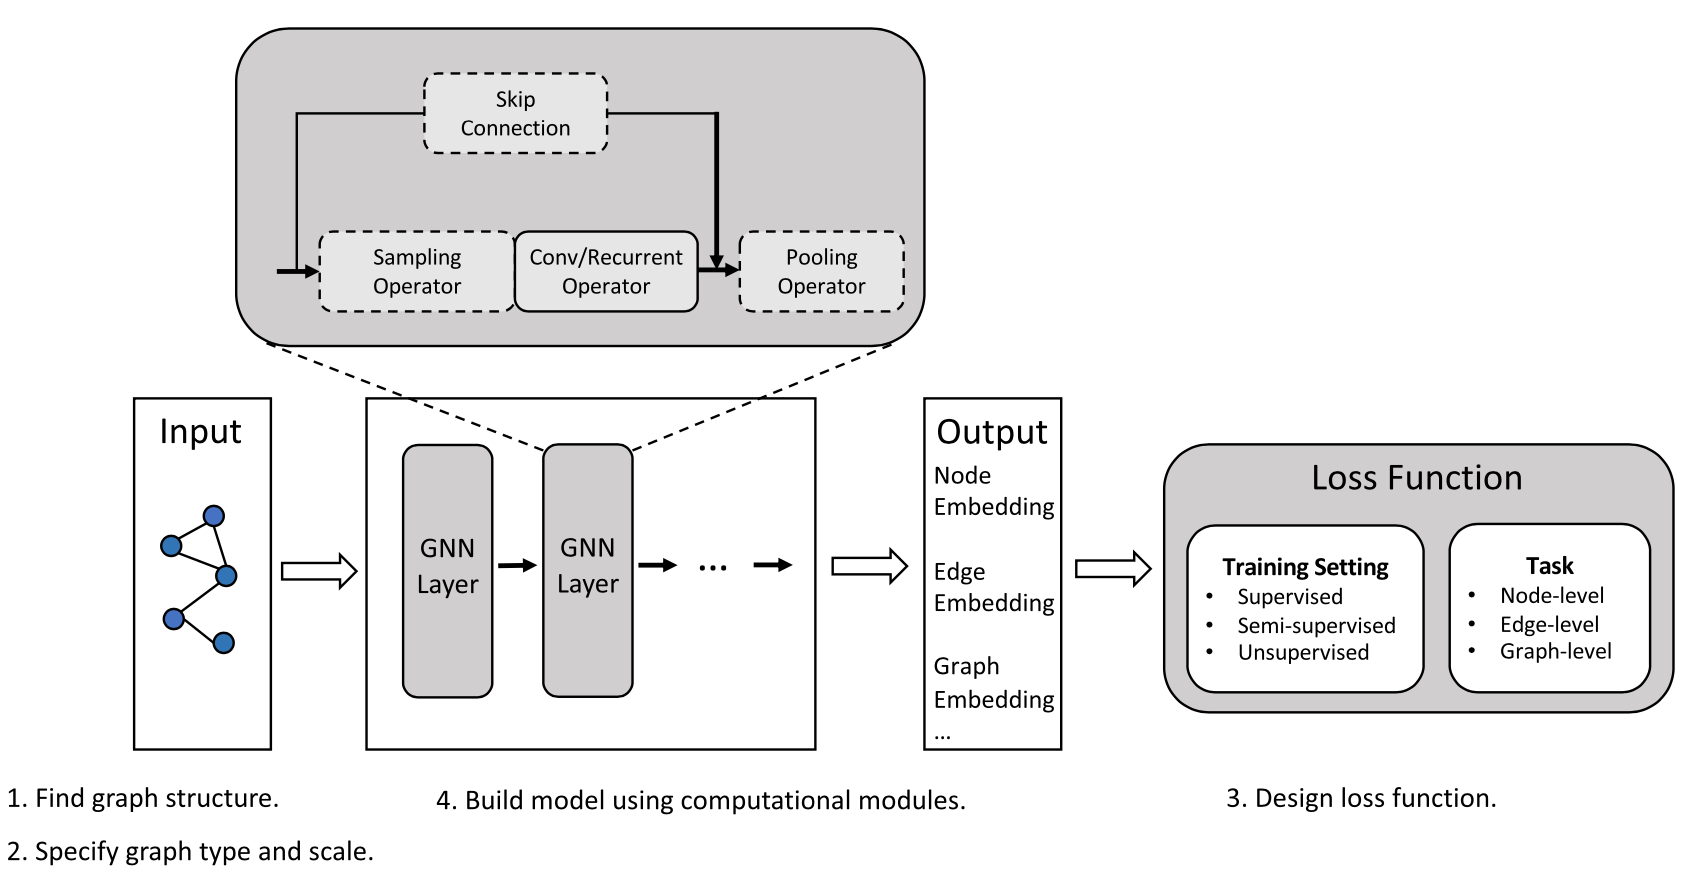 Skip
Connection
Sampling
Operator
Conv/Recurrent
Operator
Pooling
Operator
Input
GNN
Layer
GNN
Layer
...
Output
Node
Embedding
Edge
Embedding
Graph
Embedding
...
Loss Function
Training Setting
• Supervised
• Semi-supervised
• Unsupervised
Task
• Node-level
• Edge-level
• Graph-level
1. Find graph structure.
2. Specify graph type and scale.
4. Build model using computational modules.
3. Design loss function.